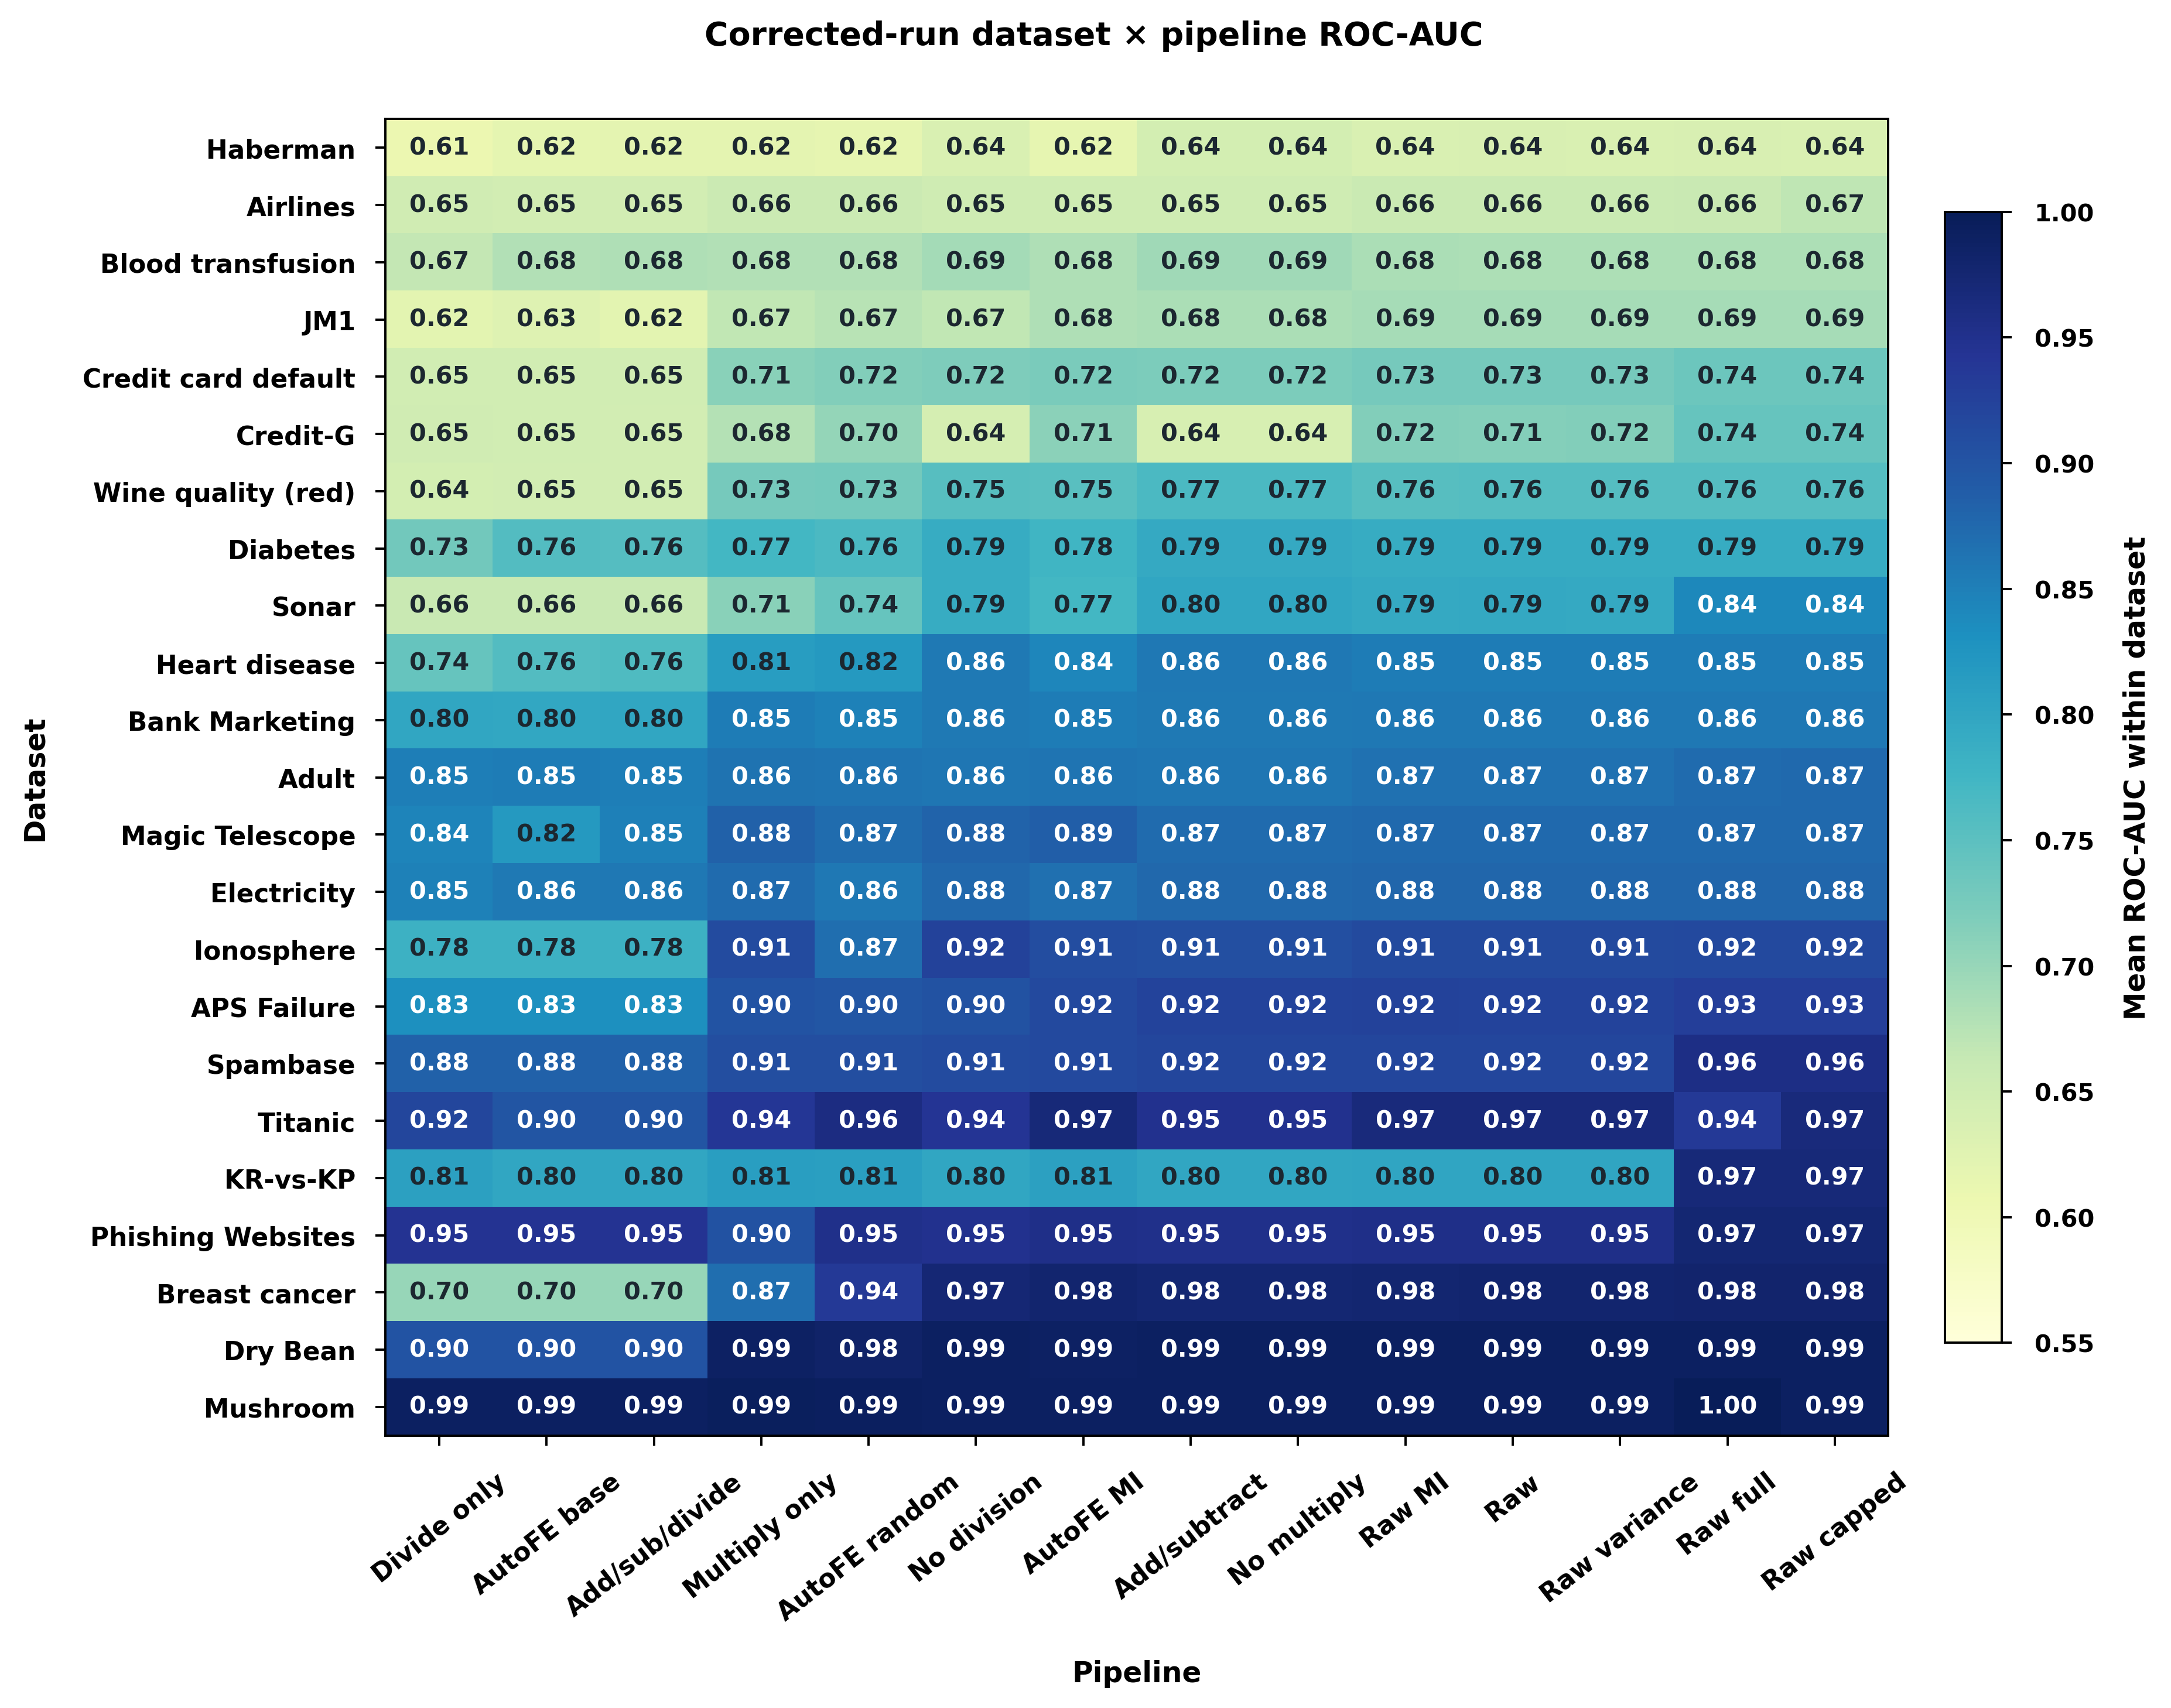 Corrected-run dataset × pipeline ROC-AUC
Haberman 0.61 0.62 0.62 0.62 0.62 0.64 0.62 0.64 0.64 0.64 0.64 0.64 0.64 0.64
Airlines 0.65 0.65 0.65 0.66 0.66 0.65 0.65 0.65 0.65 0.66 0.66 0.66 0.66 0.67
Blood transfusion 0.67 0.68 0.68 0.68 0.68 0.69 0.68 0.69 0.69 0.68 0.68 0.68 0.68 0.68
JM1 0.62 0.63 0.62 0.67 0.67 0.67 0.68 0.68 0.68 0.69 0.69 0.69 0.69 0.69
Credit card default 0.65 0.65 0.65 0.71 0.72 0.72 0.72 0.72 0.72 0.73 0.73 0.73 0.74 0.74
Credit-G 0.65 0.65 0.65 0.68 0.70 0.64 0.71 0.64 0.64 0.72 0.71 0.72 0.74 0.74
Wine quality (red) 0.64 0.65 0.65 0.73 0.73 0.75 0.75 0.77 0.77 0.76 0.76 0.76 0.76 0.76
Diabetes 0.73 0.76 0.76 0.77 0.76 0.79 0.78 0.79 0.79 0.79 0.79 0.79 0.79 0.79
Sonar 0.66 0.66 0.66 0.71 0.74 0.79 0.77 0.80 0.80 0.79 0.79 0.79 0.84 0.84
Heart disease 0.74 0.76 0.76 0.81 0.82 0.86 0.84 0.86 0.86 0.85 0.85 0.85 0.85 0.85
Bank Marketing 0.80 0.80 0.80 0.85 0.85 0.86 0.85 0.86 0.86 0.86 0.86 0.86 0.86 0.86
Adult 0.85 0.85 0.85 0.86 0.86 0.86 0.86 0.86 0.86 0.87 0.87 0.87 0.87 0.87
Magic Telescope 0.84 0.82 0.85 0.88 0.87 0.88 0.89 0.87 0.87 0.87 0.87 0.87 0.87 0.87
Electricity 0.85 0.86 0.86 0.87 0.86 0.88 0.87 0.88 0.88 0.88 0.88 0.88 0.88 0.88
Ionosphere 0.78 0.78 0.78 0.91 0.87 0.92 0.91 0.91 0.91 0.91 0.91 0.91 0.92 0.92
APS Failure 0.83 0.83 0.83 0.90 0.90 0.90 0.92 0.92 0.92 0.92 0.92 0.92 0.93 0.93
Spambase 0.88 0.88 0.88 0.91 0.91 0.91 0.91 0.92 0.92 0.92 0.92 0.92 0.96 0.96
Titanic 0.92 0.90 0.90 0.94 0.96 0.94 0.97 0.95 0.95 0.97 0.97 0.97 0.94 0.97
KR-vs-KP 0.81 0.80 0.80 0.81 0.81 0.80 0.81 0.80 0.80 0.80 0.80 0.80 0.97 0.97
Phishing Websites 0.95 0.95 0.95 0.90 0.95 0.95 0.95 0.95 0.95 0.95 0.95 0.95 0.97 0.97
Breast cancer 0.70 0.70 0.70 0.87 0.94 0.97 0.98 0.98 0.98 0.98 0.98 0.98 0.98 0.98
Dry Bean 0.90 0.90 0.90 0.99 0.98 0.99 0.99 0.99 0.99 0.99 0.99 0.99 0.99 0.99
Mushroom 0.99 0.99 0.99 0.99 0.99 0.99 0.99 0.99 0.99 0.99 0.99 0.99 1.00 0.99
Dataset
Divide only
AutoFE base
Add/sub/divide
Multiply only
AutoFE random
No division
AutoFE MI
Add/subtract
No multiply
Raw MI
Raw
Raw variance
Raw full
Raw capped
Pipeline
1.00
0.95
0.90
0.85
0.80
0.75
0.70
0.65
0.60
0.55
Mean ROC-AUC within dataset